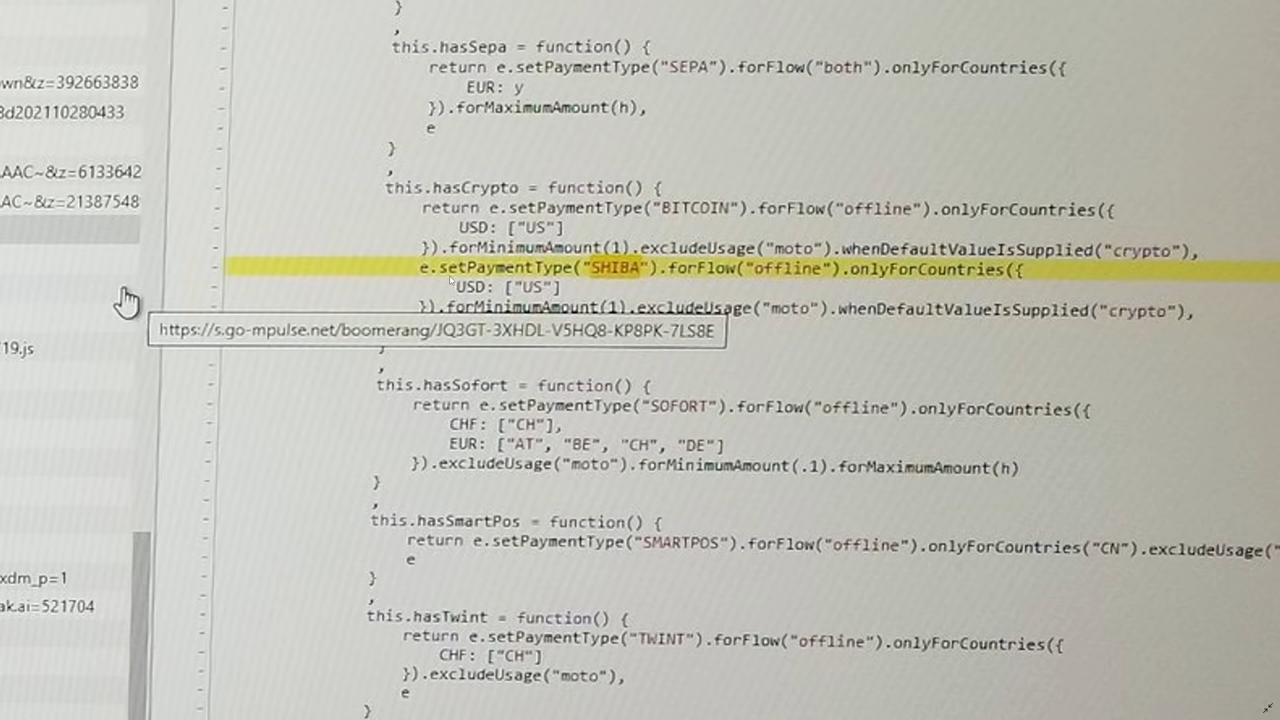 }
,
this.hasSepa = function() {
return e.setPaymentType("SEPA").forFlow("both").onlyForCountries({
wn&z=392663838
EUR: y
3d202110280433
}).forMaximumAmount(h),
e
}
AAC~&z=6133642
,
this.hasCrypto = function() {
AC~&z=21387548
return e.setPaymentType("BITCOIN").forFlow("offline").onlyForCountries({
USD: ["US"]
}).forMinimumAmount(1).excludeUsage("moto").whenDefaultValueIsSupplied("crypto"),
e.setPaymentType("SHIBA").forFlow("offline").onlyForCountries({
USD: ["US"]
}).forMinimumAmount(1).excludeUsage("moto").whenDefaultValueIsSupplied("crypto"),
https://s.go-mpulse.net/boomerang/JQ3GT-3XHDL-V5HQ8-KP8PK-7LS8E
19.js
}
,
this.hasSofort = function() {
return e.setPaymentType("SOFORT").forFlow("offline").onlyForCountries({
CHF: ["CH"],
EUR: ["AT", "BE", "CH", "DE"]
}).excludeUsage("moto").forMinimumAmount(.1).forMaximumAmount(h)
}
,
this.hasSmartPos = function() {
return e.setPaymentType("SMARTPOS").forFlow("offline").onlyForCountries("CN").excludeUsage("
e
xdm_p=1
}
,
ak.ai=521704
this.hasTwint = function() {
return e.setPaymentType("TWINT").forFlow("offline").onlyForCountries({
CHF: ["CH"]
}).excludeUsage("moto"),
e
}